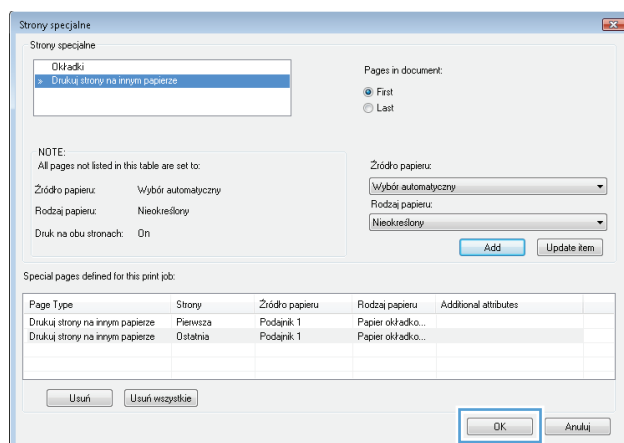 Strony specjalne
Strony specjalne
Okładki
» Drukuj strony na innym papierze
Pages in document:
First
Last
NOTE:
All pages not listed in this table are set to:
Źródło papieru: Wybór automatyczny
Rodzaj papieru: Nieokreślony
Druk na obu stronach: On
Źródło papieru:
Wybór automatyczny
Rodzaj papieru:
Nieokreślony
Add Update item
Special pages defined for this print job:
Page Type Strony Źródło papieru Rodzaj papieru Additional attributes
Drukuj strony na innym papierze Pierwsza Podajnik 1 Papier okładko...
Drukuj strony na innym papierze Ostatnia Podajnik 1 Papier okładko...
Usuń Usuń wszystkie
OK Anuluj